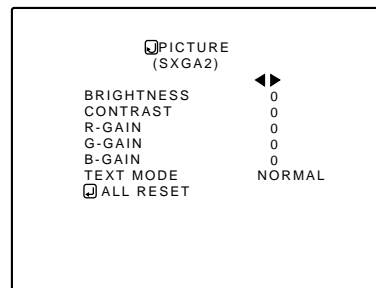 PICTURE
(SXGA2)
◀ ▶
BRIGHTNESS 0
CONTRAST 0
R-GAIN 0
G-GAIN 0
B-GAIN 0
TEXT MODE NORMAL
ALL RESET